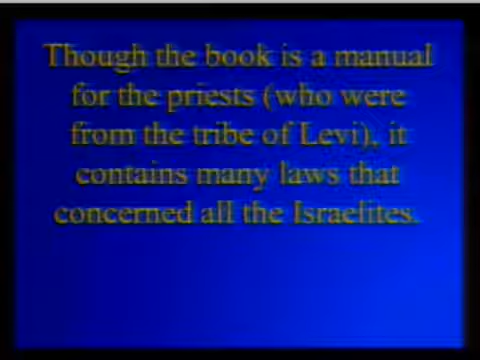 Though the book is a manual
for the priests (who were
from the tribe of Levi), it
contains many laws that
concerned all the Israelites.